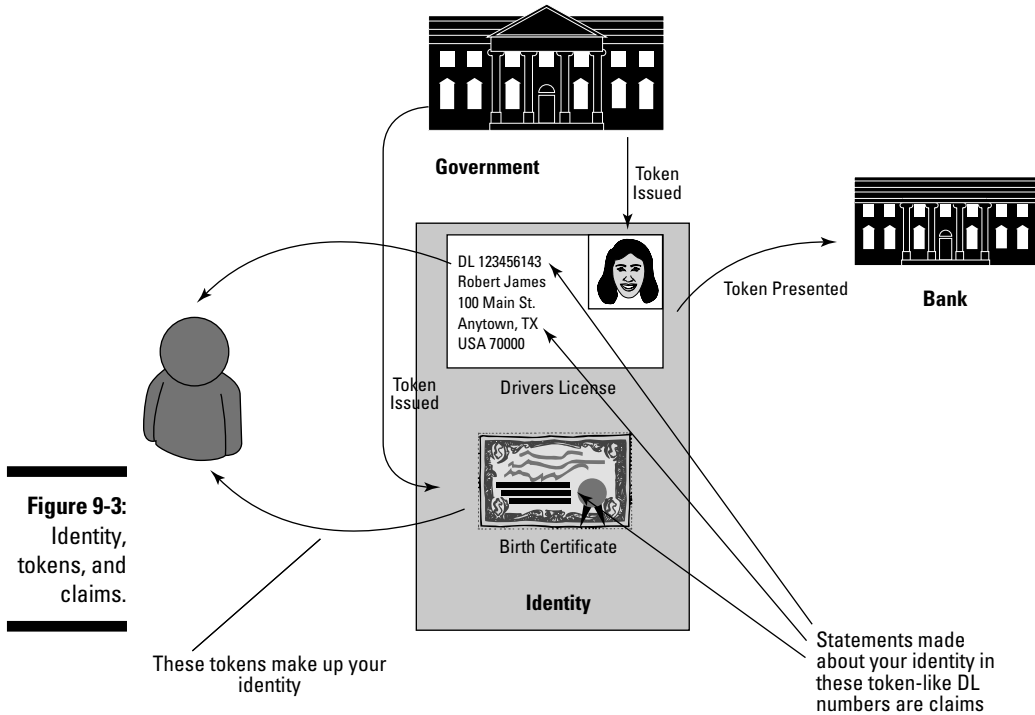 Government
Token
Issued
DL 123456143
Robert James
100 Main St.
Anytown, TX
USA 70000
Token Presented
Bank
Token
Issued
Drivers License
Birth Certificate
Identity
Figure 9-3:
Identity,
tokens, and
claims.
These tokens make up your
identity
Statements made
about your identity in
these token-like DL
numbers are claims